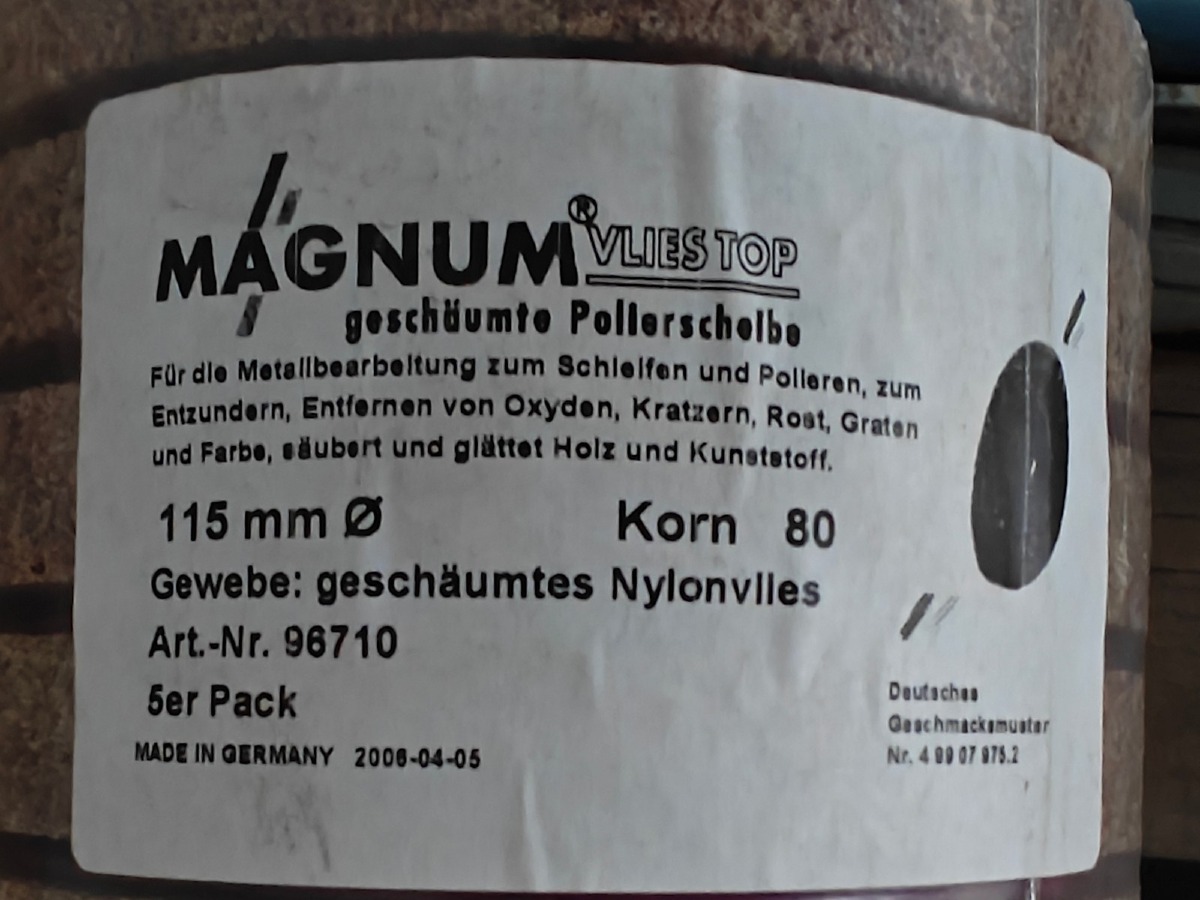 MAGNUM® VLIES TOP
geschäumte Polierscheibe
Für die Metallbearbeitung zum Schleifen und Polieren, zum
Entzundern, Entfernen von Oxyden, Kratzern, Rost, Graten
und Farbe, säubert und glättet Holz und Kunststoff.
115 mm Ø Korn 80
Gewebe: geschäumtes Nylonvlies
Art.-Nr. 96710
5er Pack
MADE IN GERMANY 2006-04-05
Deutsches
Geschmacksmuster
Nr. 4 99 07 975.2